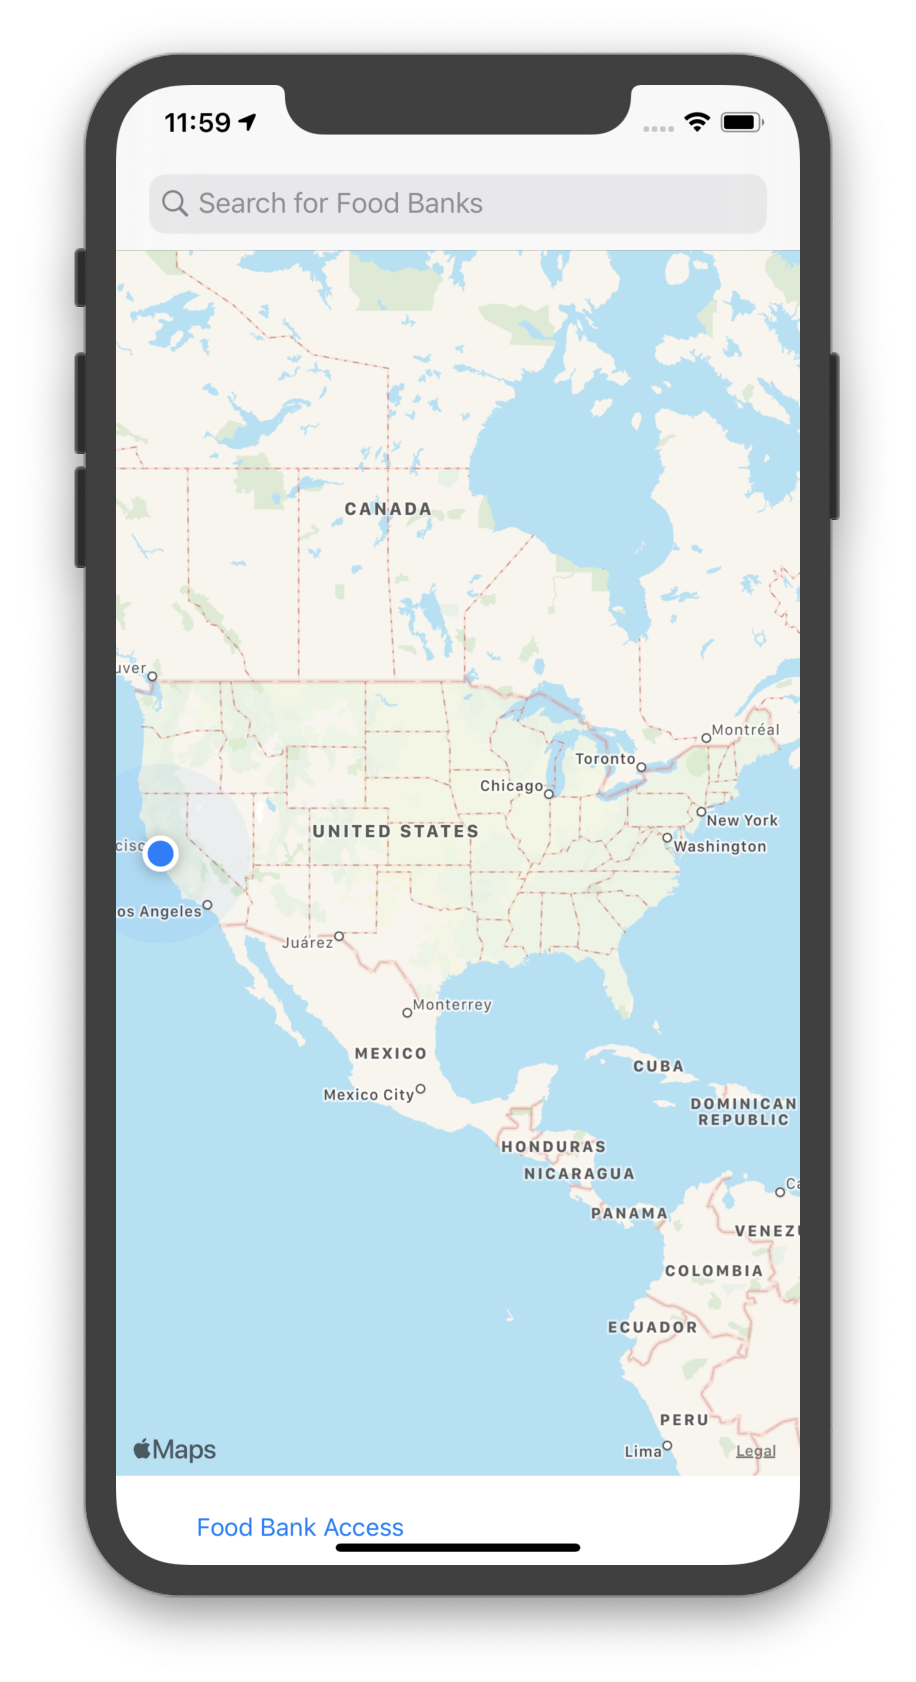 11:59
Search for Food Banks
CANADA
uver
Montréal
Toronto
Chicago
New York
UNITED STATES
Washington
cisc
os Angeles
Juárez
Monterrey
MEXICO
CUBA
Mexico City
DOMINICAN
REPUBLIC
HONDURAS
NICARAGUA
Ca
PANAMA
VENEZU
COLOMBIA
ECUADOR
PERU
Maps
Lima
Legal
Food Bank Access